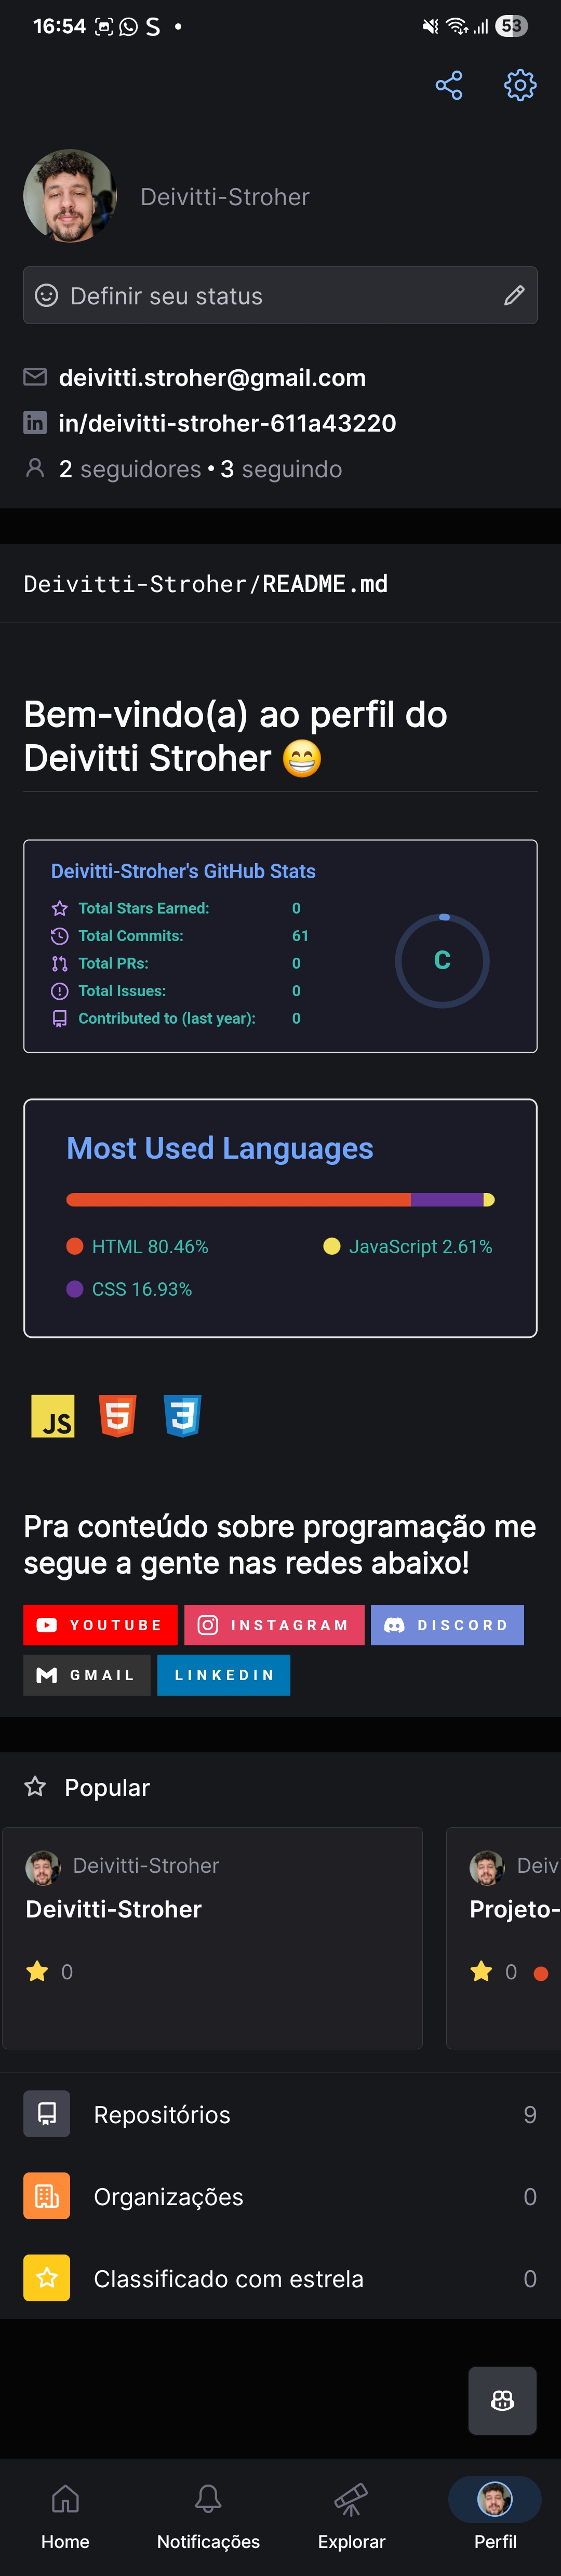 16:54
53
Deivitti-Stroher
Definir seu status
deivitti.stroher@gmail.com
in/deivitti-stroher-611a43220
2 seguidores • 3 seguindo
Deivitti-Stroher/README.md
Bem-vindo(a) ao perfil do
Deivitti Stroher 😁
Deivitti-Stroher's GitHub Stats
Total Stars Earned: 0
Total Commits: 61
Total PRs: 0
Total Issues: 0
Contributed to (last year): 0
C
Most Used Languages
HTML 80.46%
JavaScript 2.61%
CSS 16.93%
JS 5 3
Pra conteúdo sobre programação me
segue a gente nas redes abaixo!
YOUTUBE INSTAGRAM DISCORD
GMAIL LINKEDIN
Popular
Deivitti-Stroher
Deivitti-Stroher
0
Deiv
Projeto-
0
Repositórios 9
Organizações 0
Classificado com estrela 0
Home Notificações Explorar Perfil